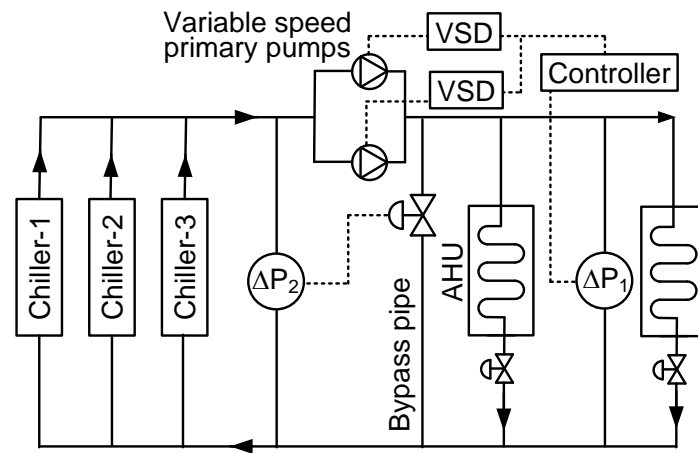 Variable speed
primary pumps
VSD
VSD
Controller
Chiller-1
Chiller-2
Chiller-3
ΔP₂
Bypass pipe
AHU
ΔP₁